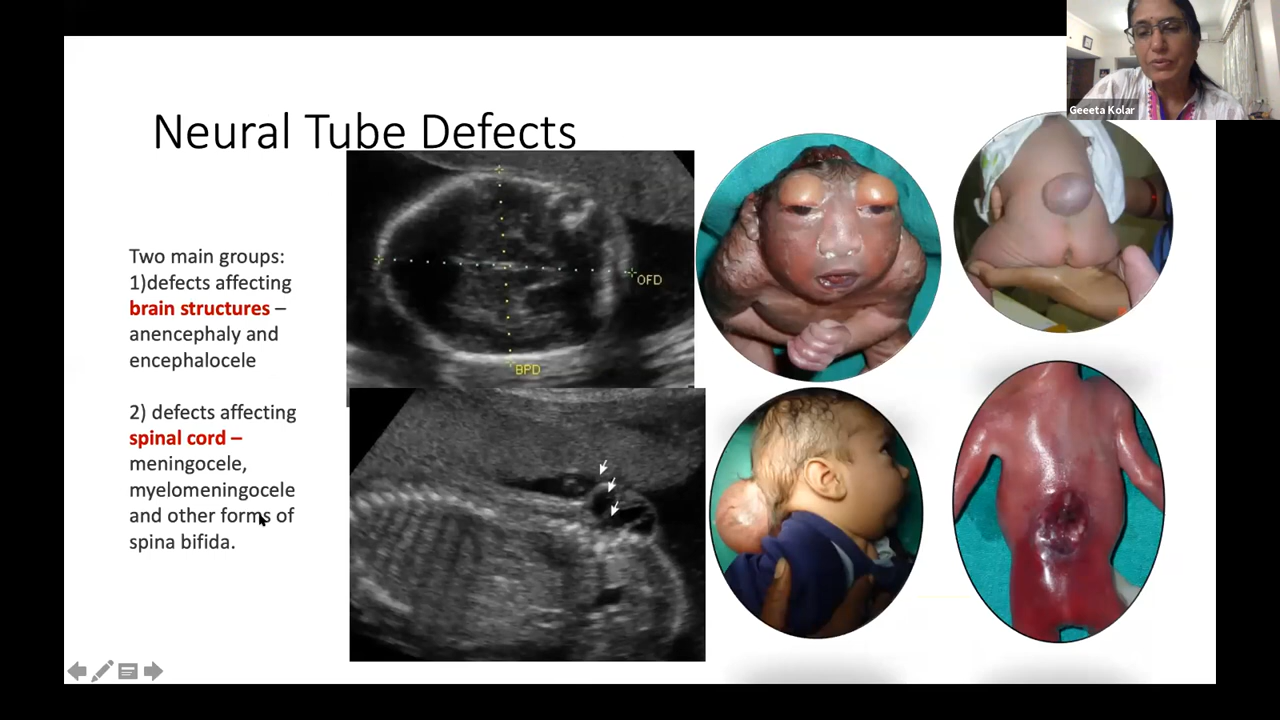 Geeeta Kolar
Neural Tube Defects
OFD
BPD
Two main groups:
1)defects affecting
brain structures –
anencephaly and
encephalocele
2) defects affecting
spinal cord –
meningocele,
myelomeningocele
and other forms of
spina bifida.